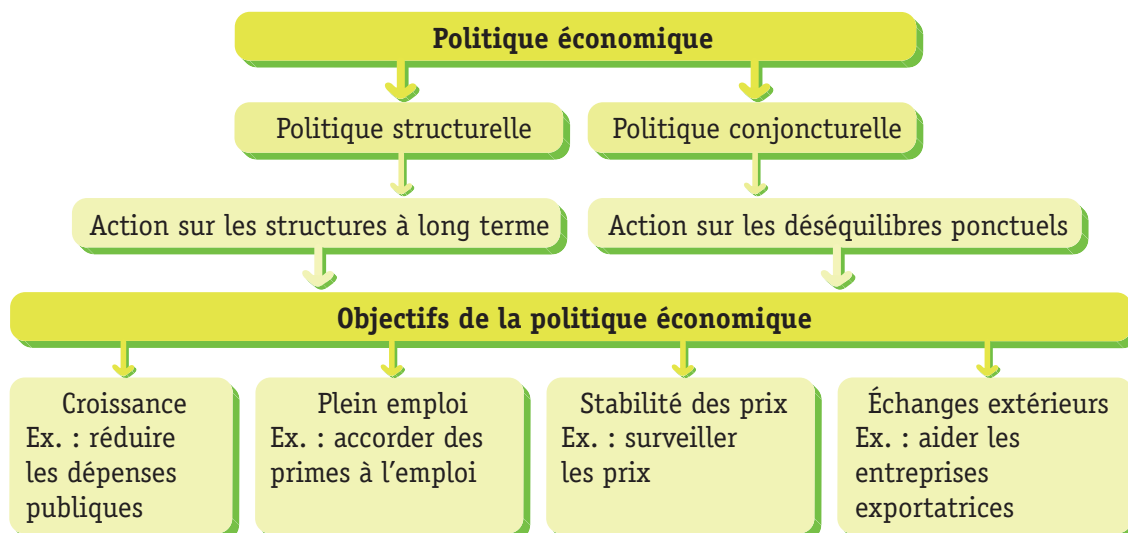 Politique économique
Politique structurelle
Politique conjoncturelle
Action sur les structures à long terme
Action sur les déséquilibres ponctuels
Objectifs de la politique économique
Croissance
Ex. : réduire
les dépenses
publiques
Plein emploi
Ex. : accorder des
primes à l'emploi
Stabilité des prix
Ex. : surveiller
les prix
Échanges extérieurs
Ex. : aider les
entreprises
exportatrices